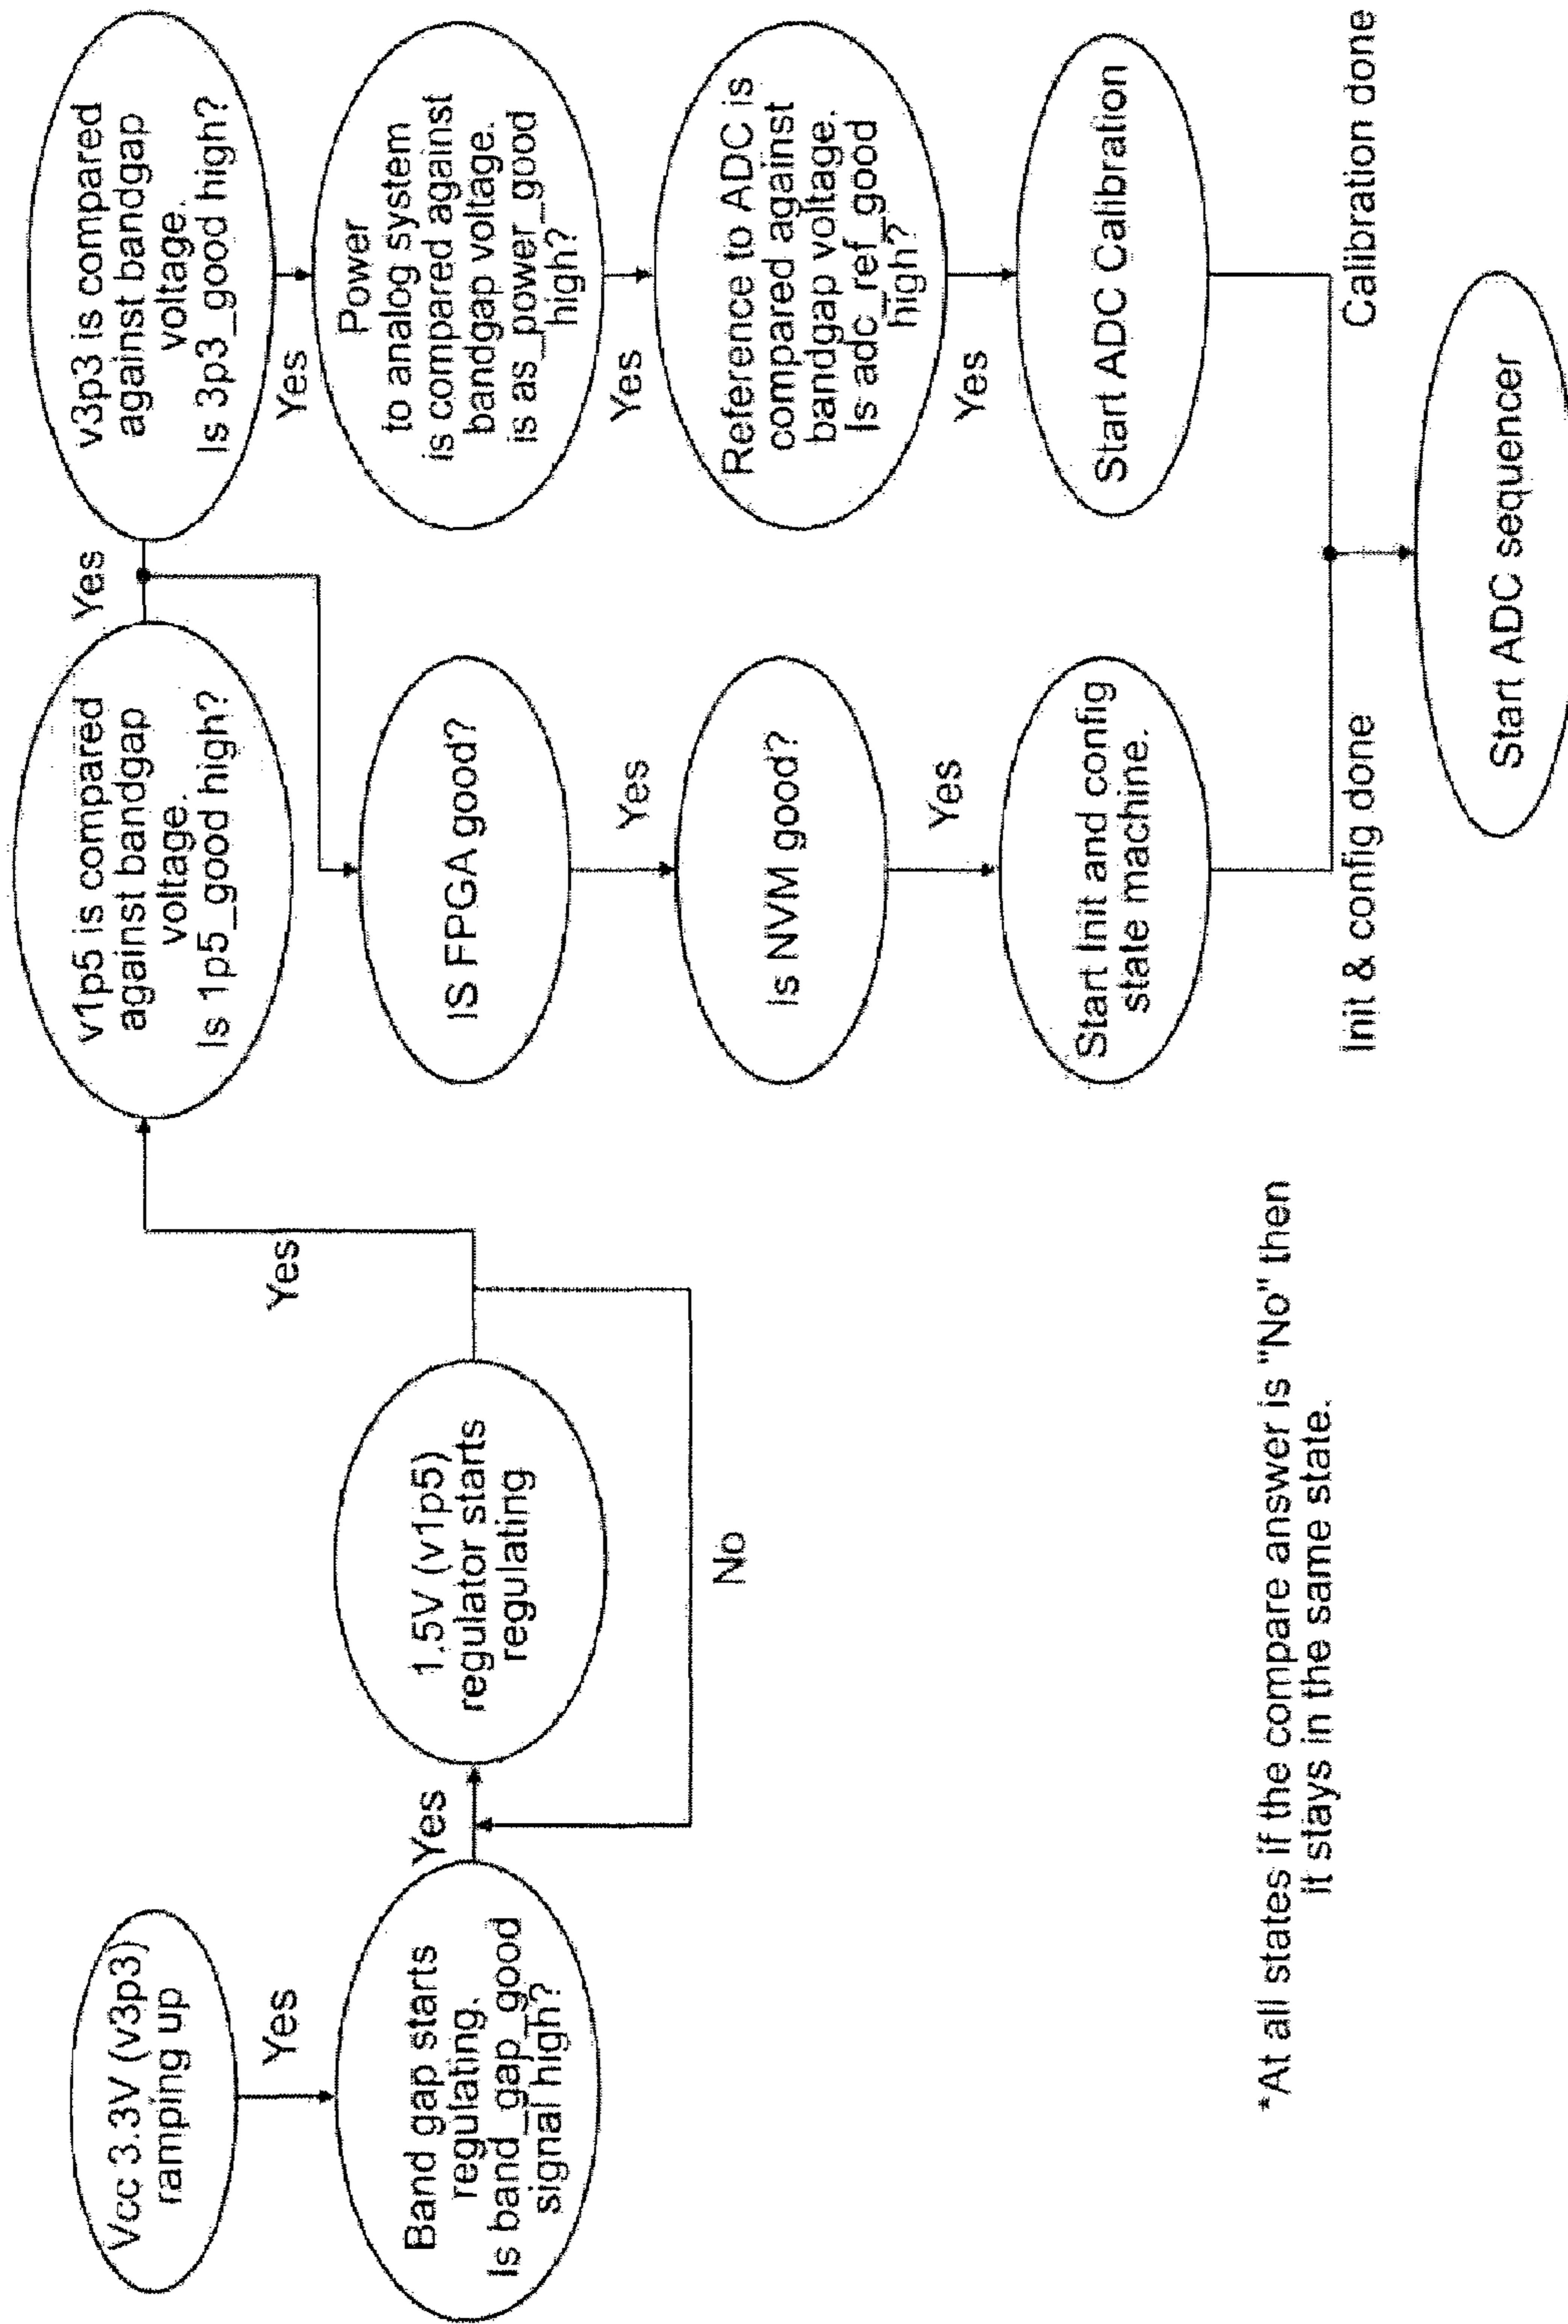 Vcc 3.3V (v3p3)
ramping up
Yes
Band gap starts
regulating.
Is band_gap_good
signal high?
Yes
1.5V (v1p5)
regulator starts
regulating
No
Yes
v1p5 is compared
against bandgap
voltage.
Is 1p5_good high?
Yes
IS FPGA good?
Yes
Is NVM good?
Yes
Start Init and config
state machine.
Init & config done
v3p3 is compared
against bandgap
voltage.
Is 3p3_good high?
Yes
Power
to analog system
is compared against
bandgap voltage.
is as_power_good
high?
Yes
Reference to ADC is
compared against
bandgap voltage.
Is adc_ref_good
high?
Yes
Start ADC Calibration
Calibration done
Start ADC sequencer
*At all states if the compare answer is "No" then
it stays in the same state.